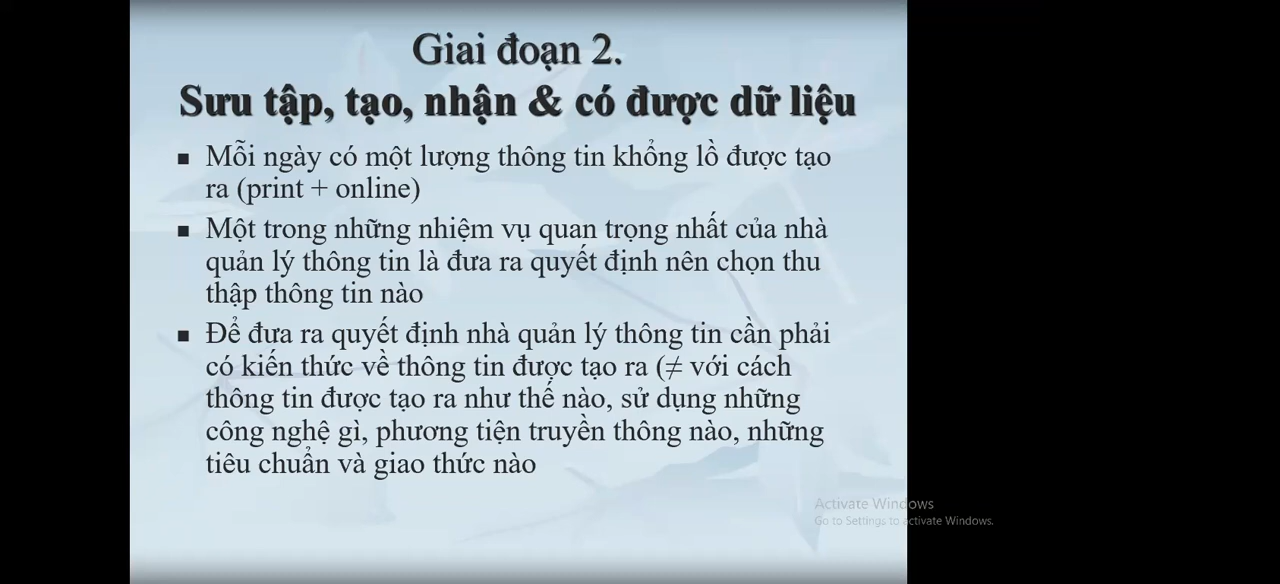 Giai đoạn 2.
Sưu tập, tạo, nhận & có được dữ liệu
▪ Mỗi ngày có một lượng thông tin khổng lồ được tạo
ra (print + online)
▪ Một trong những nhiệm vụ quan trọng nhất của nhà
quản lý thông tin là đưa ra quyết định nên chọn thu
thập thông tin nào
▪ Để đưa ra quyết định nhà quản lý thông tin cần phải
có kiến thức về thông tin được tạo ra (≠ với cách
thông tin được tạo ra như thế nào, sử dụng những
công nghệ gì, phương tiện truyền thông nào, những
tiêu chuẩn và giao thức nào
Activate Windows
Go to Settings to activate Windows.